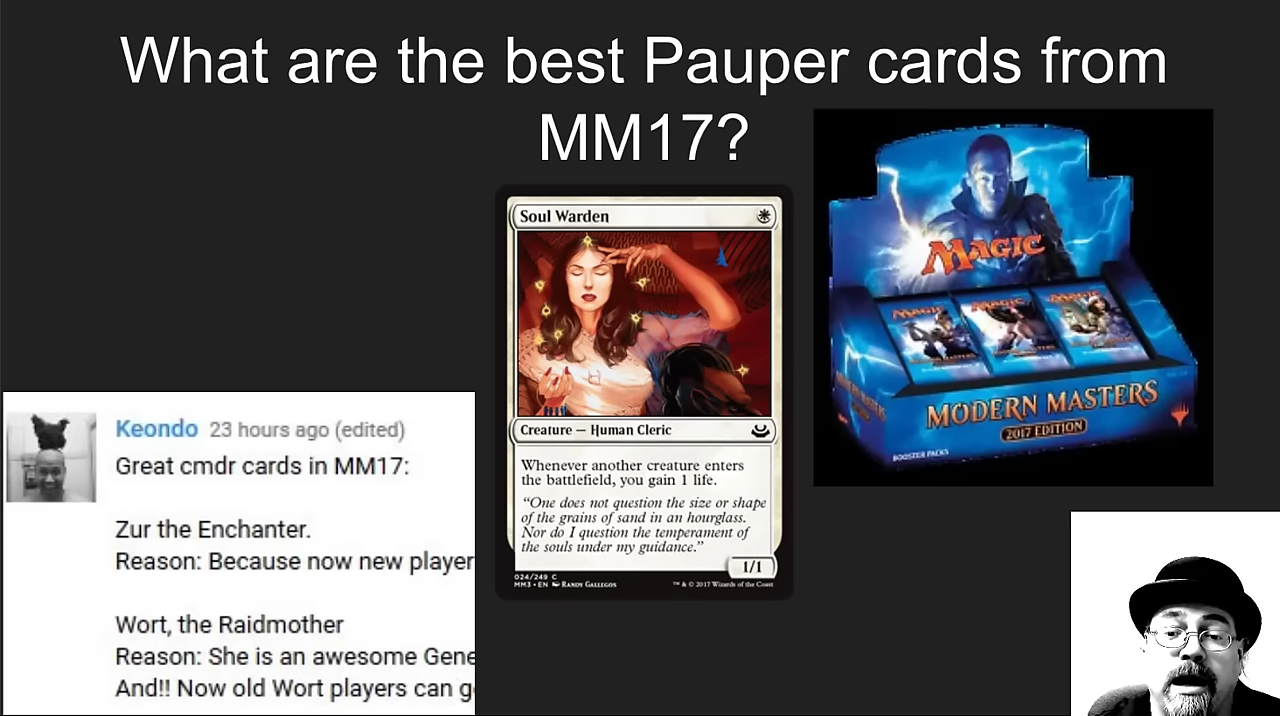 What are the best Pauper cards from
MM17?
Soul Warden
Creature — Human Cleric
Whenever another creature enters
the battlefield, you gain 1 life.
“One does not question the size or shape
of the grains of sand in an hourglass.
Nor do I question the temperament of
the souls under my guidance.”
1/1
024/249 C
MM3 • EN Randy Gallegos
™ & © 2017 Wizards of the Coast
MAGIC
MAGIC
MAGIC
MAGIC
MODERN MASTERS
2017 EDITION
BOOSTER PACKS
Keondo 23 hours ago (edited)
Great cmdr cards in MM17:
Zur the Enchanter.
Reason: Because now new player
Wort, the Raidmother
Reason: She is an awesome Gene
And!! Now old Wort players can g